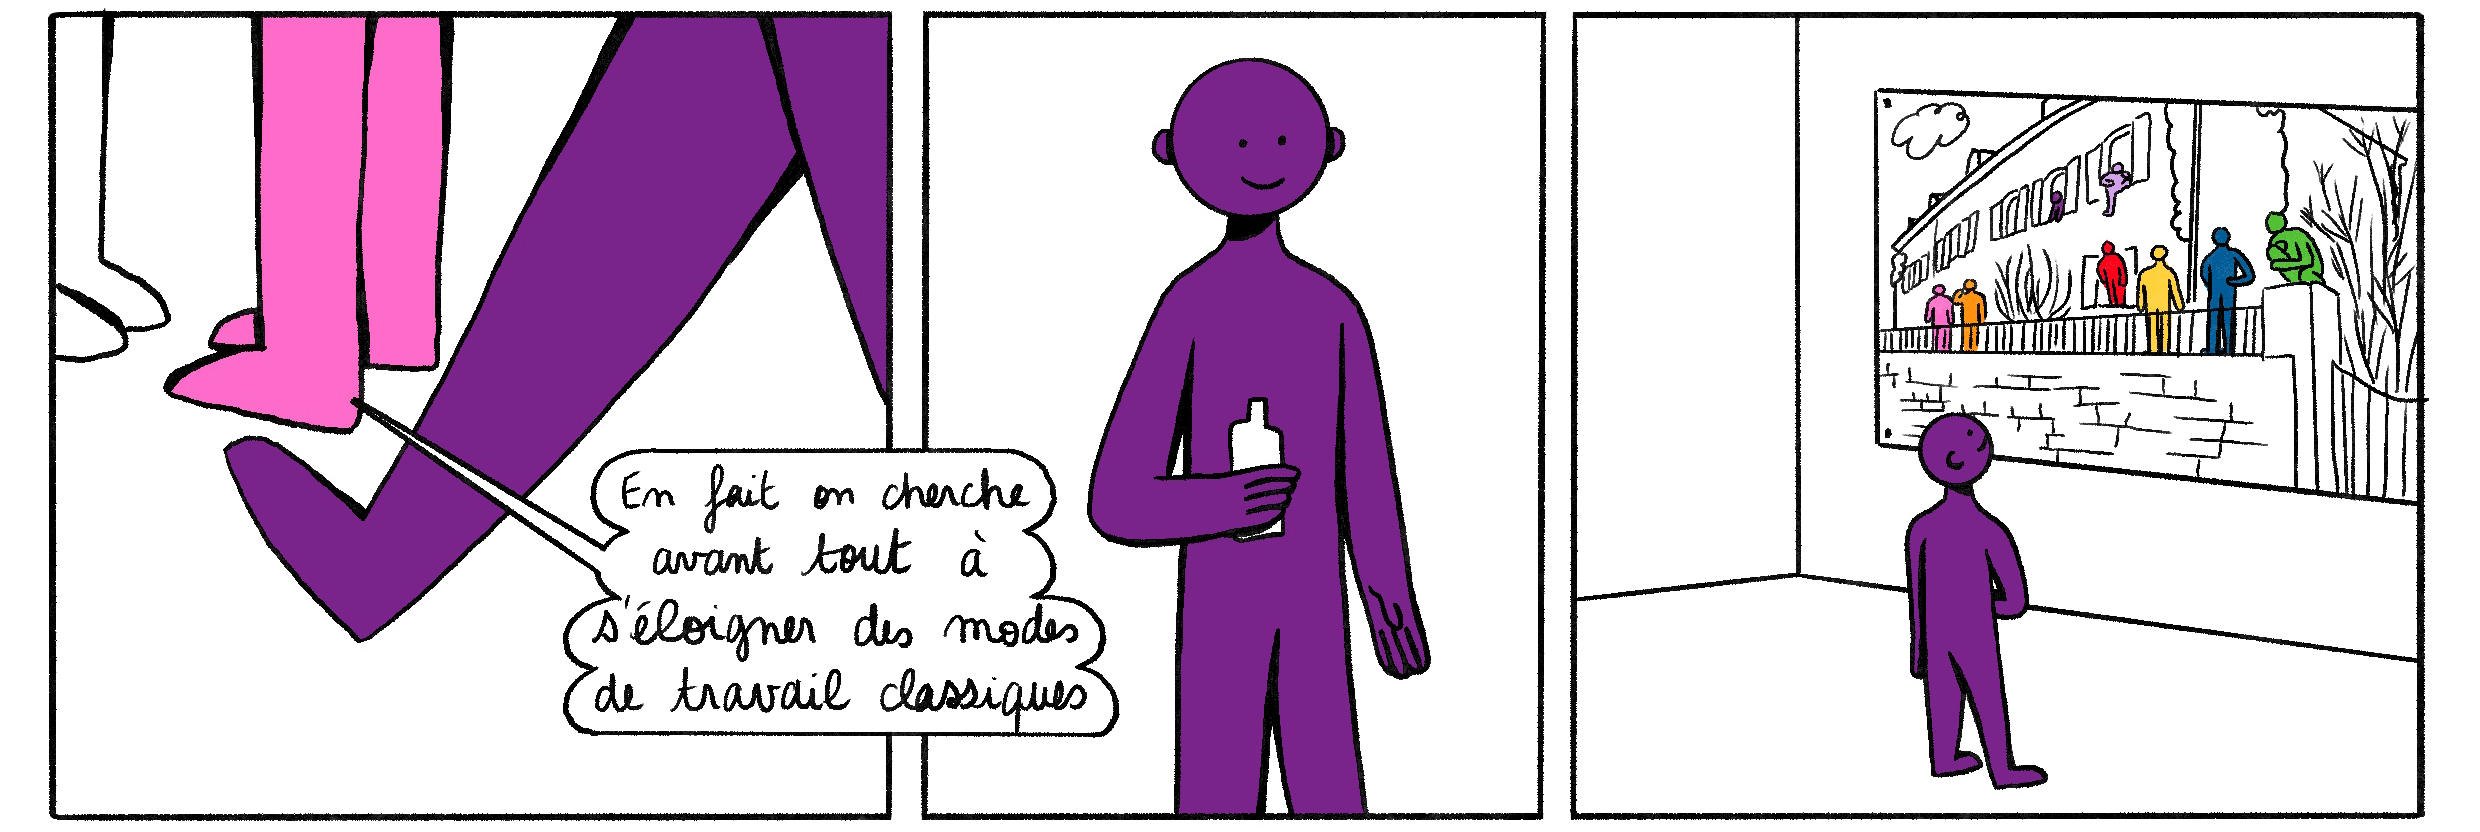 En fait on cherche
avant tout à
s'éloigner des modes
de travail classiques